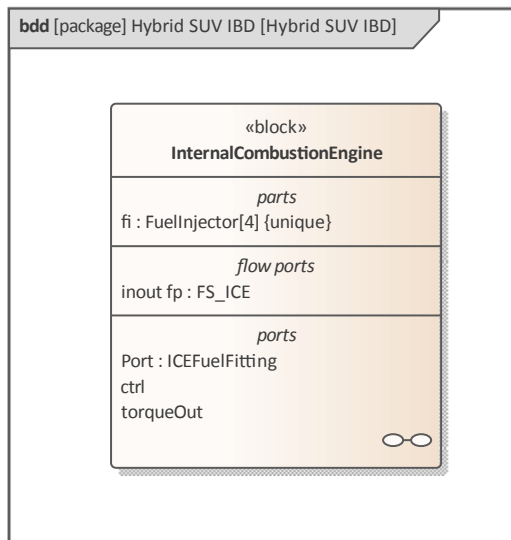 bdd [package] Hybrid SUV IBD [Hybrid SUV IBD]
«block»
InternalCombustionEngine
parts
fi : FuelInjector[4] {unique}
flow ports
inout fp : FS_ICE
ports
Port : ICEFuelFitting
ctrl
torqueOut